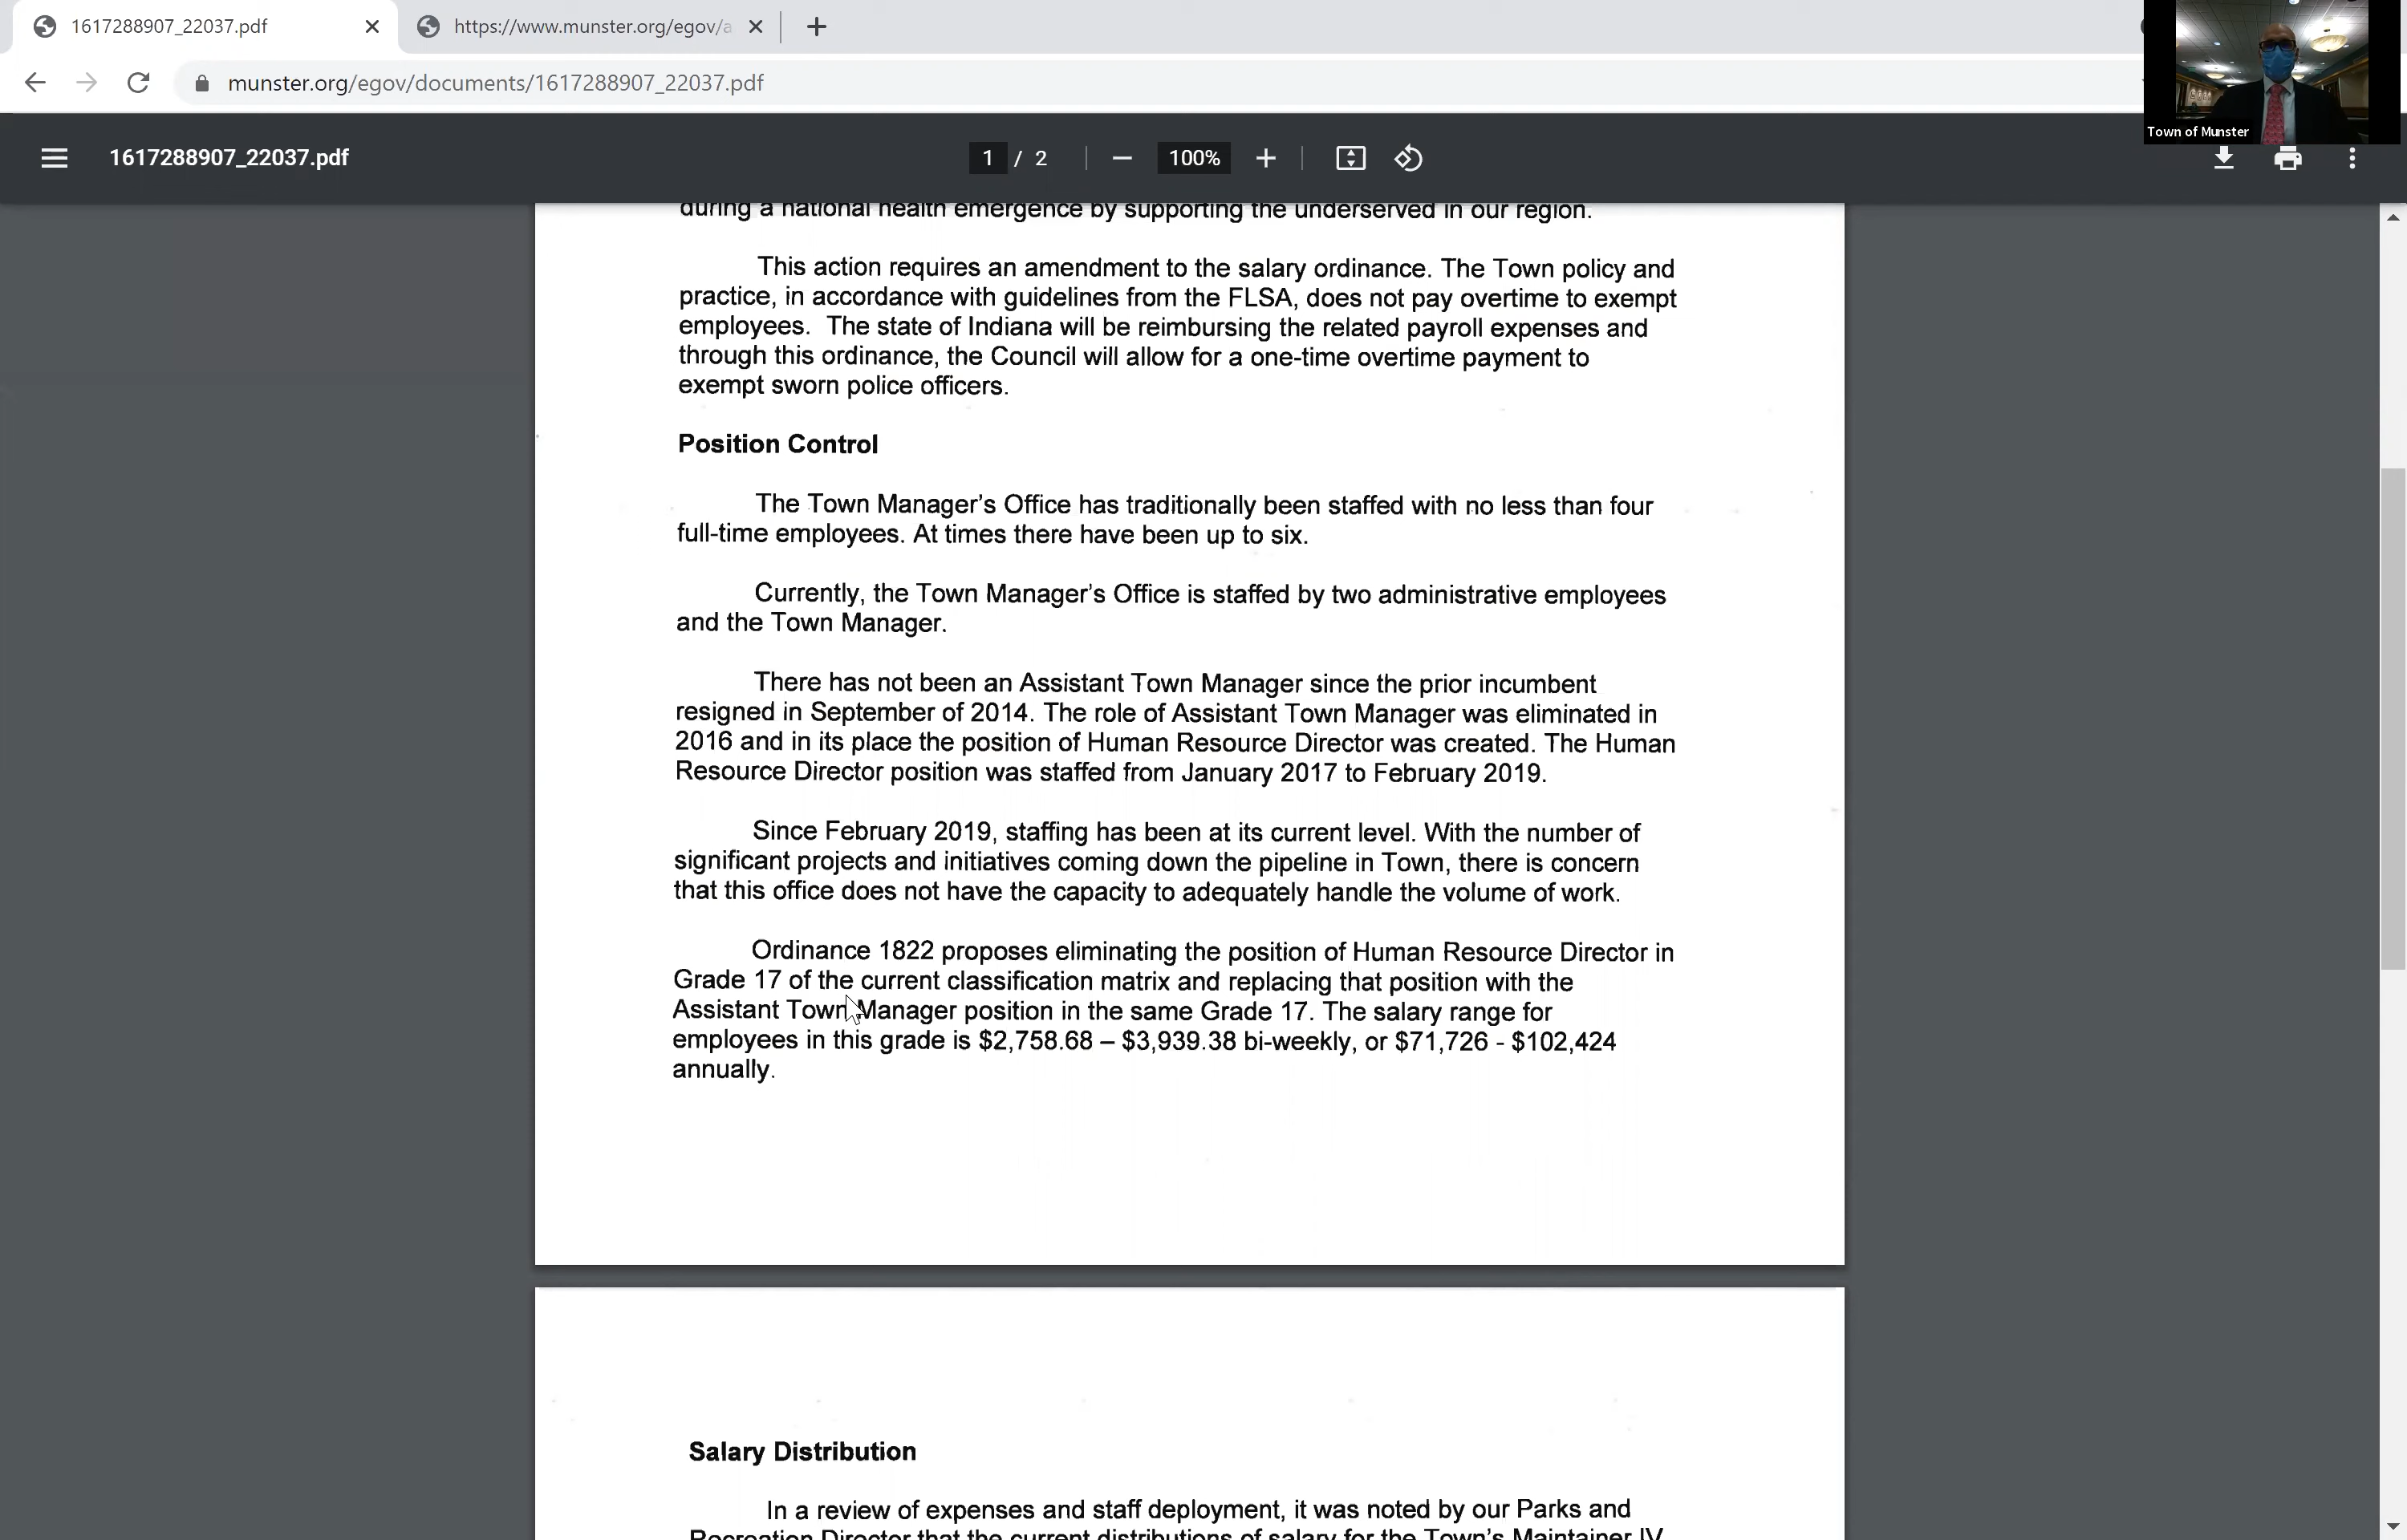 1617288907_22037.pdf
https://www.munster.org/egov/a
munster.org/egov/documents/1617288907_22037.pdf
Town of Munster
1617288907_22037.pdf
1 / 2
100%
during a national health emergence by supporting the underserved in our region.
This action requires an amendment to the salary ordinance. The Town policy and
practice, in accordance with guidelines from the FLSA, does not pay overtime to exempt
employees. The state of Indiana will be reimbursing the related payroll expenses and
through this ordinance, the Council will allow for a one-time overtime payment to
exempt sworn police officers.
Position Control
The Town Manager's Office has traditionally been staffed with no less than four
full-time employees. At times there have been up to six.
Currently, the Town Manager's Office is staffed by two administrative employees
and the Town Manager.
There has not been an Assistant Town Manager since the prior incumbent
resigned in September of 2014. The role of Assistant Town Manager was eliminated in
2016 and in its place the position of Human Resource Director was created. The Human
Resource Director position was staffed from January 2017 to February 2019.
Since February 2019, staffing has been at its current level. With the number of
significant projects and initiatives coming down the pipeline in Town, there is concern
that this office does not have the capacity to adequately handle the volume of work.
Ordinance 1822 proposes eliminating the position of Human Resource Director in
Grade 17 of the current classification matrix and replacing that position with the
Assistant Town Manager position in the same Grade 17. The salary range for
employees in this grade is $2,758.68 – $3,939.38 bi-weekly, or $71,726 - $102,424
annually.
Salary Distribution
In a review of expenses and staff deployment, it was noted by our Parks and
Recreation Director that the current distributions of salary for the Town's Maintainer IV